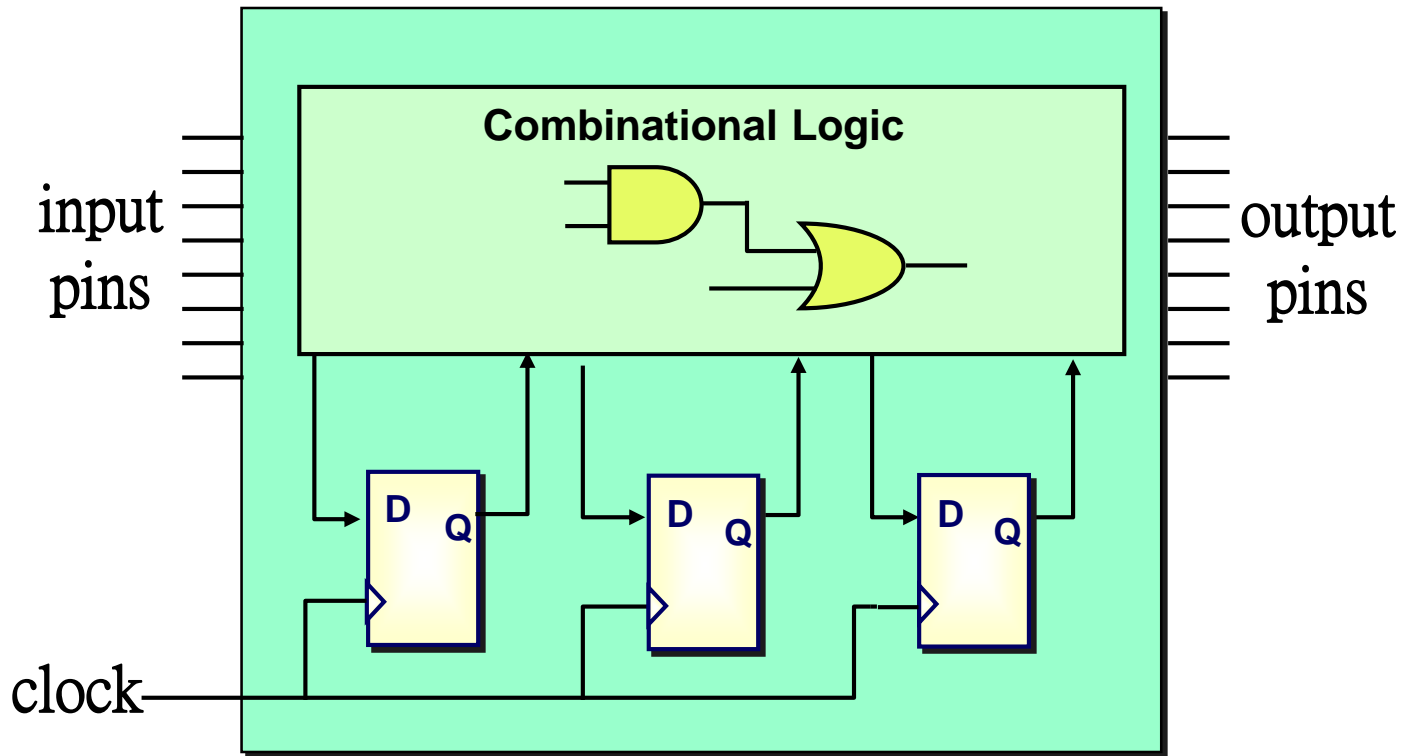 Combinational Logic
input
pins
output
pins
D
Q
D
Q
D
Q
clock